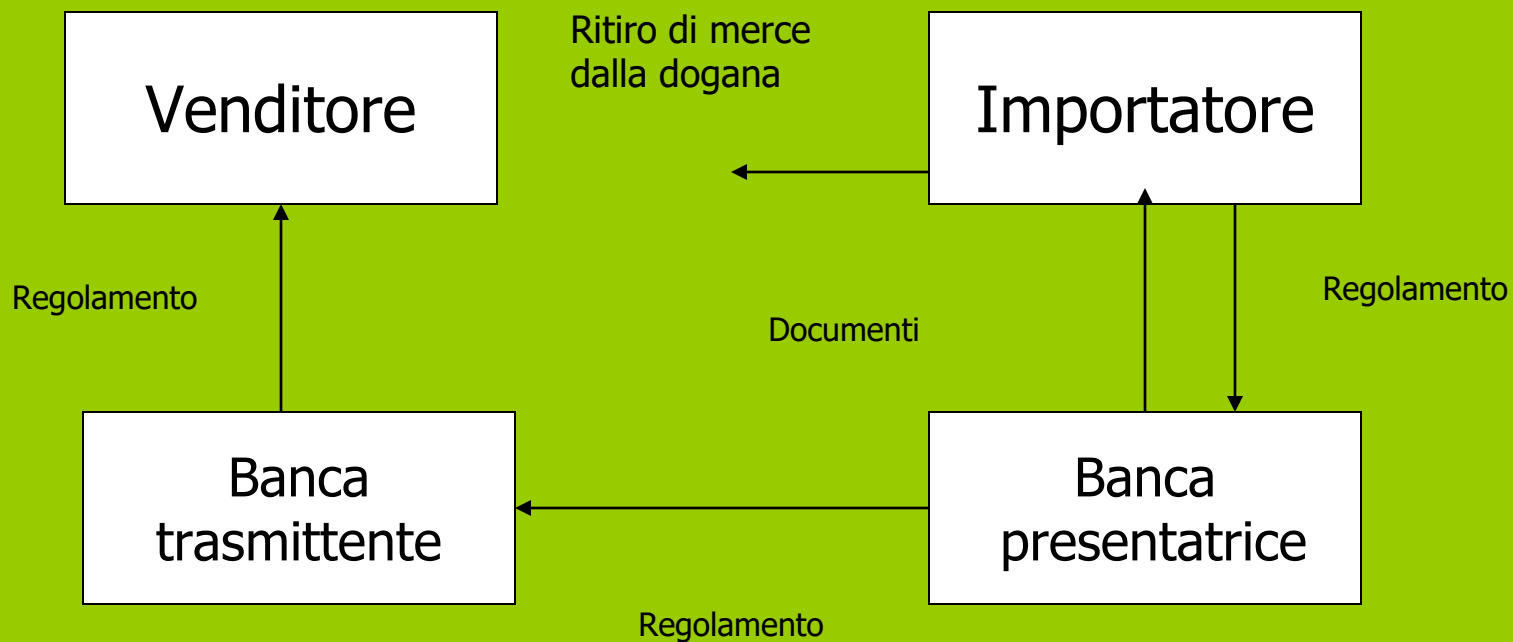 Ritiro di merce
dalla dogana
Venditore
Importatore
Regolamento
Regolamento
Documenti
Banca
trasmittente
Banca
presentatrice
Regolamento